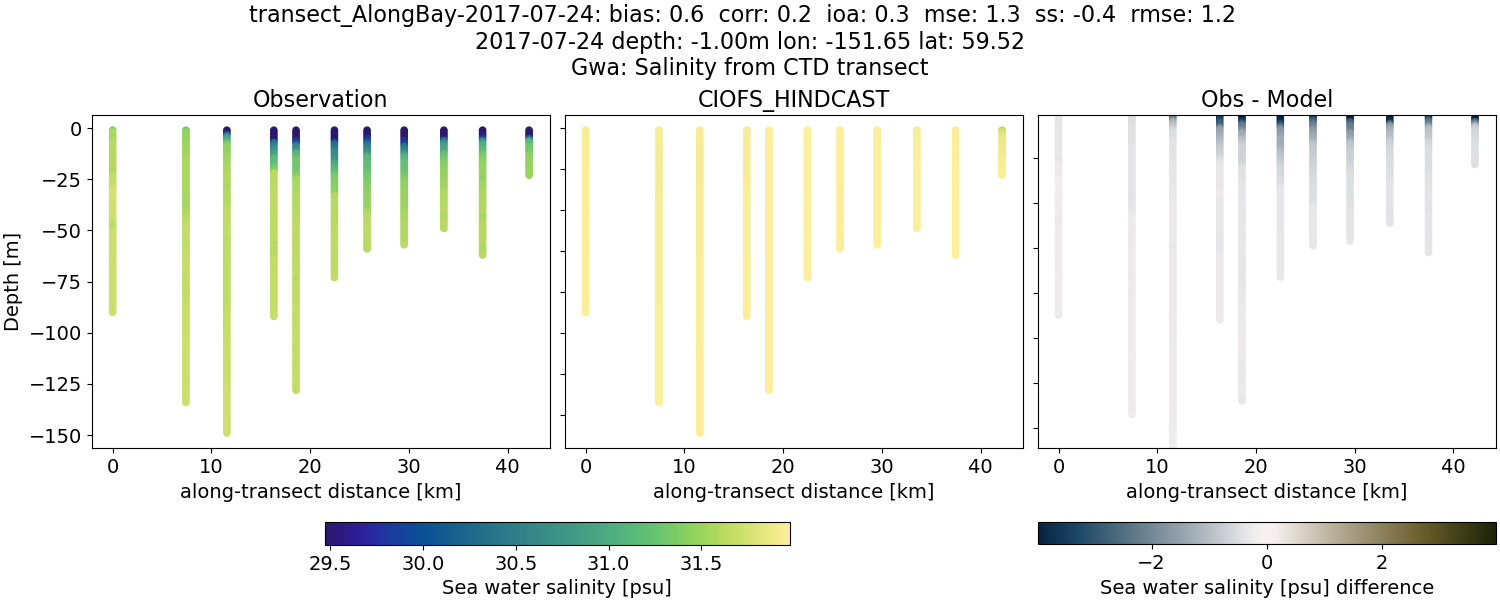 transect_AlongBay-2017-07-24: bias: 0.6  corr: 0.2  ioa: 0.3  mse: 1.3  ss: -0.4  rmse: 1.2
2017-07-24 depth: -1.00m lon: -151.65 lat: 59.52
Gwa: Salinity from CTD transect
Observation
CIOFS_HINDCAST
Obs - Model
Depth [m]
0
−25
−50
−75
−100
−125
−150
0 10 20 30 40
0 10 20 30 40
0 10 20 30 40
along-transect distance [km]
along-transect distance [km]
along-transect distance [km]
29.5 30.0 30.5 31.0 31.5
Sea water salinity [psu]
−2 0 2
Sea water salinity [psu] difference